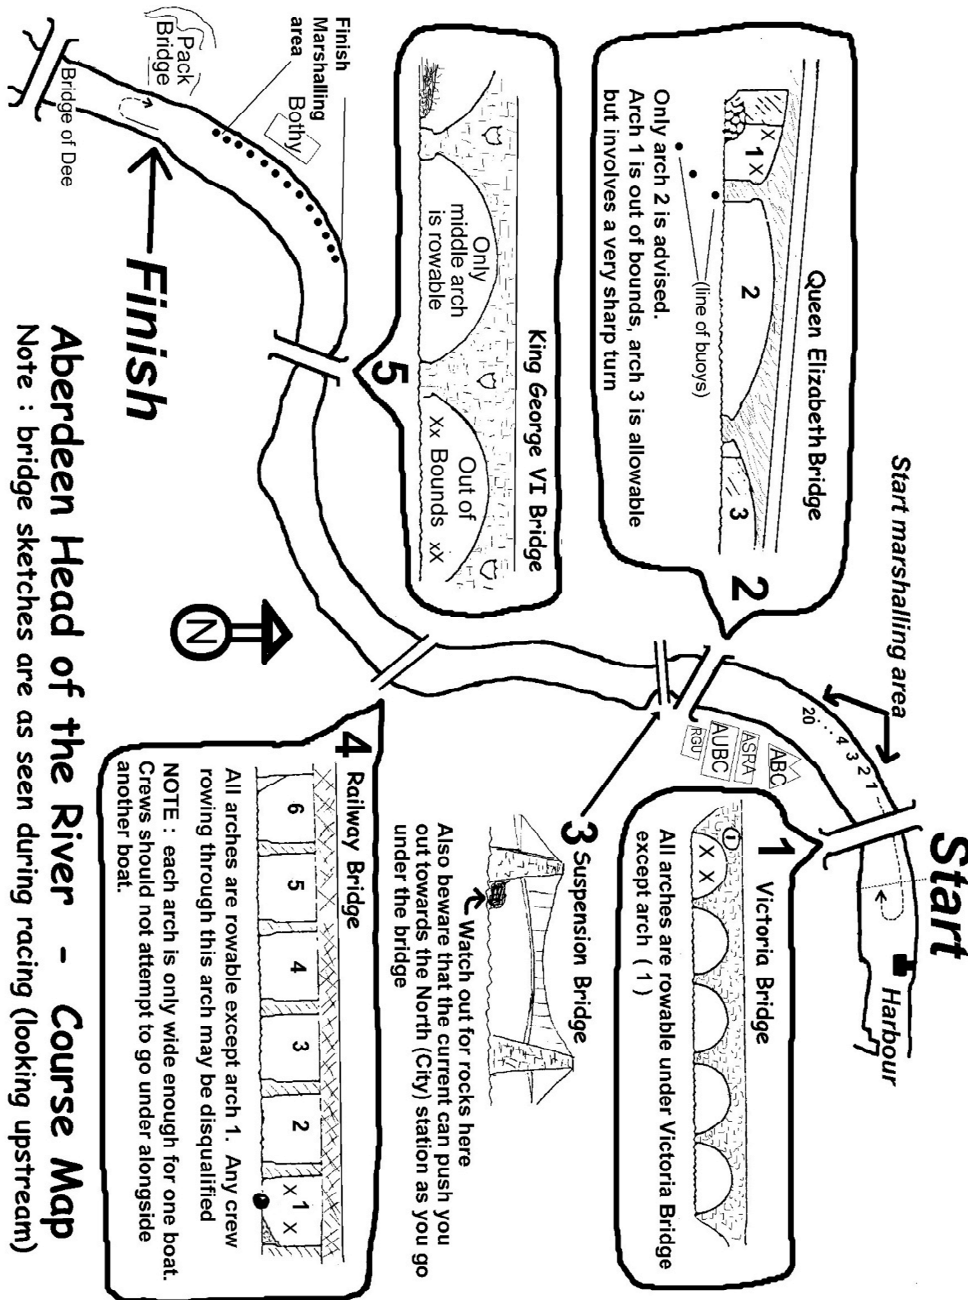 Start
Harbour
Start marshalling area
1
2
3
4
....
20
ABC
ASRA
AUBC
RGU
1
Victoria Bridge
1
X X
All arches are rowable under Victoria Bridge
except arch ( 1 )
2
Queen Elizabeth Bridge
X
1 X
2
3
(line of buoys)
Only arch 2 is advised.
Arch 1 is out of bounds, arch 3 is allowable
but involves a very sharp turn
3 Suspension Bridge
Watch out for rocks here
Also beware that the current can push you
out towards the North (City) station as you go
under the bridge
4 Railway Bridge
6 5 4 3 2 X 1 X
All arches are rowable except arch 1. Any crew
rowing through this arch may be disqualified
NOTE : each arch is only wide enough for one boat.
Crews should not attempt to go under alongside
another boat.
5
King George VI Bridge
Only
middle arch
is rowable
Out of
Xx Bounds xX
Finish
Marshalling
area
Bothy
Pack
Bridge
Bridge of Dee
Finish
N
Aberdeen Head of the River - Course Map
Note : bridge sketches are as seen during racing (looking upstream)